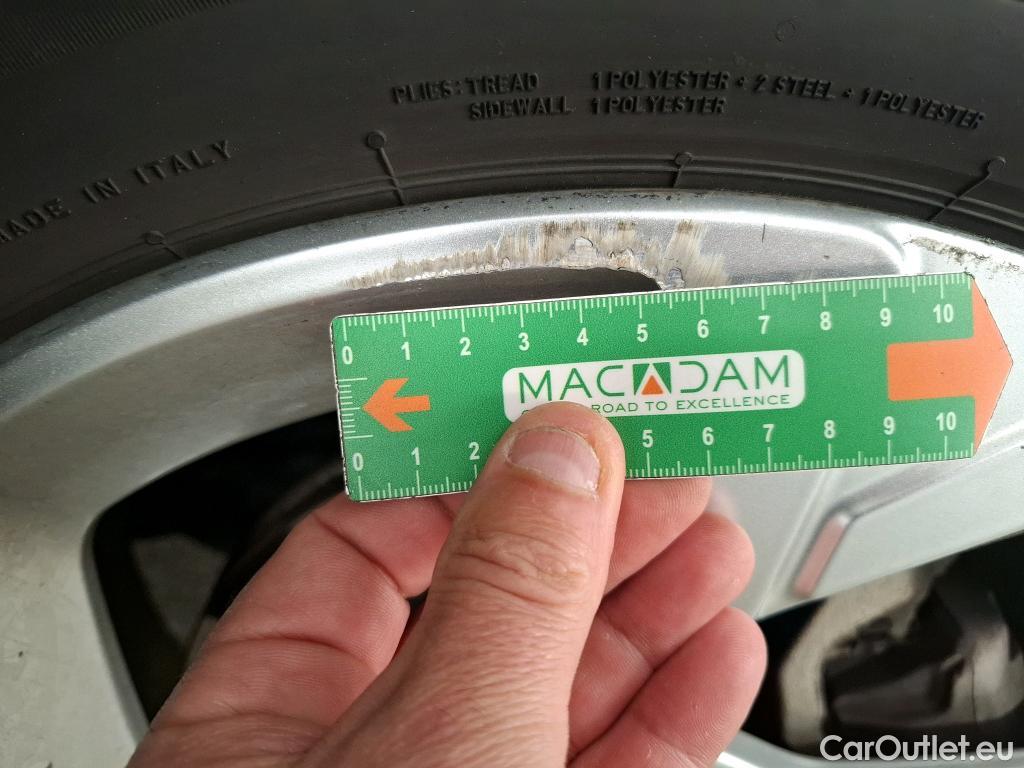 PLIES: TREAD 1 POLYESTER + 2 STEEL + 1 POLYESTER
SIDEWALL 1 POLYESTER
MADE IN ITALY
0 1 2 3 4 5 6 7 8 9 10
MACADAM
ROAD TO EXCELLENCE
0 1 2 5 6 7 8 9 10
CarOutlet.eu